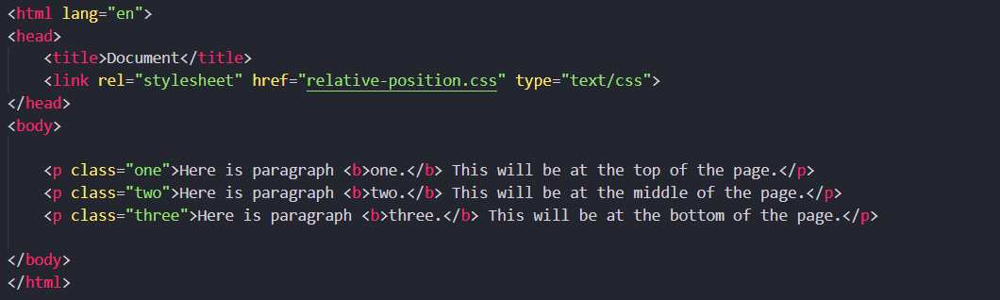 <html lang="en">
<head>
    <title>Document</title>
    <link rel="stylesheet" href="relative-position.css" type="text/css">
</head>
<body>
    <p class="one">Here is paragraph <b>one.</b> This will be at the top of the page.</p>
    <p class="two">Here is paragraph <b>two.</b> This will be at the middle of the page.</p>
    <p class="three">Here is paragraph <b>three.</b> This will be at the bottom of the page.</p>
</body>
</html>